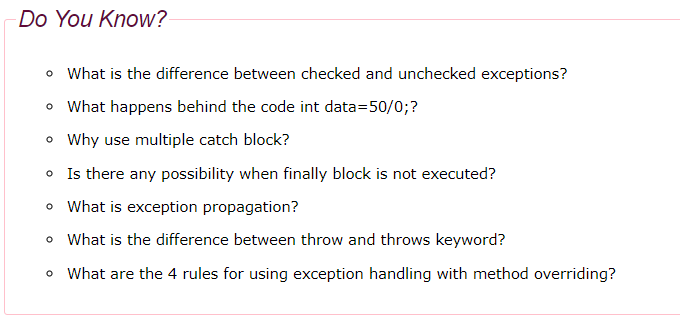 Do You Know?
What is the difference between checked and unchecked exceptions?
What happens behind the code int data=50/0;?
Why use multiple catch block?
Is there any possibility when finally block is not executed?
What is exception propagation?
What is the difference between throw and throws keyword?
What are the 4 rules for using exception handling with method overriding?